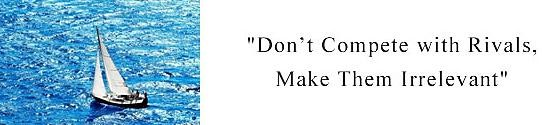 "Don’t Compete with Rivals,
Make Them Irrelevant"